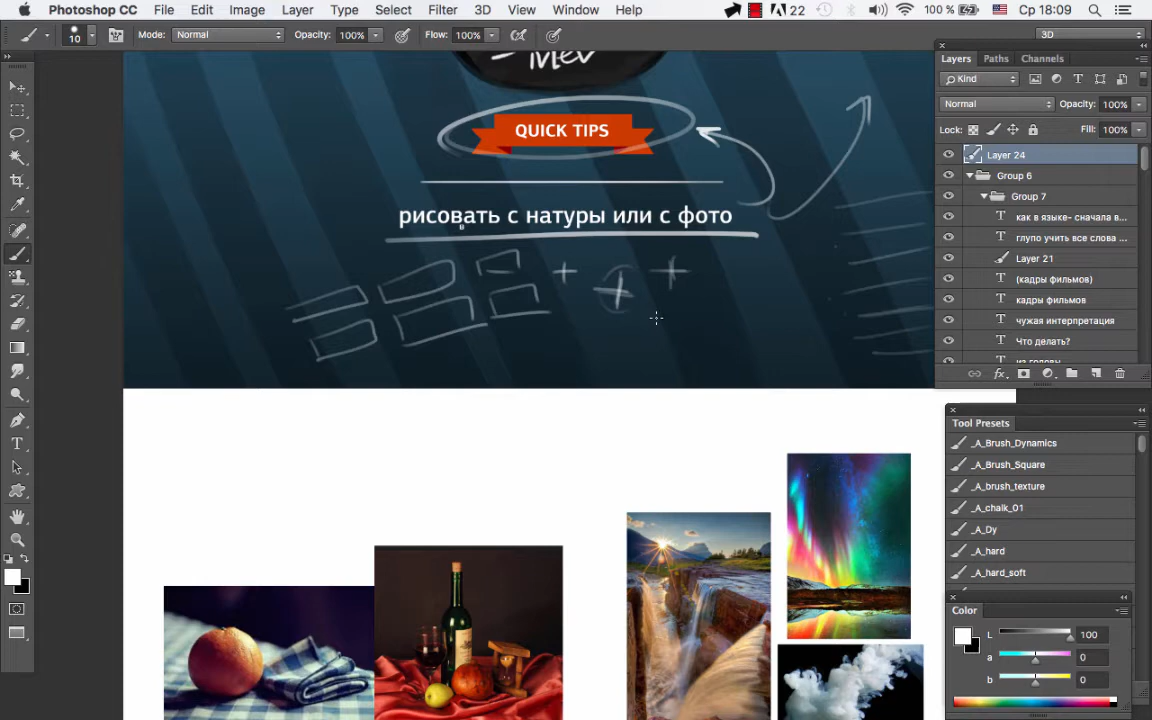 Photoshop CC File Edit Image Layer Type Select Filter 3D View Window Help 22 100 % Ср 18:09
10 Mode: Normal Opacity: 100% Flow: 100% 3D
Layers Paths Channels
Kind
Normal Opacity: 100%
Lock: Fill: 100%
Layer 24
Group 6
Group 7
как в языке- сначала в...
глупо учить все слова ...
Layer 21
(кадры фильмов)
кадры фильмов
чужая интерпретация
Что делать?
из головы
QUICK TIPS
рисовать с натуры или с фото
Tool Presets
_A_Brush_Dynamics
_A_Brush_Square
_A_brush_texture
_A_chalk_01
_A_Dy
_A_hard
_A_hard_soft
Color
L 100
a 0
b 0